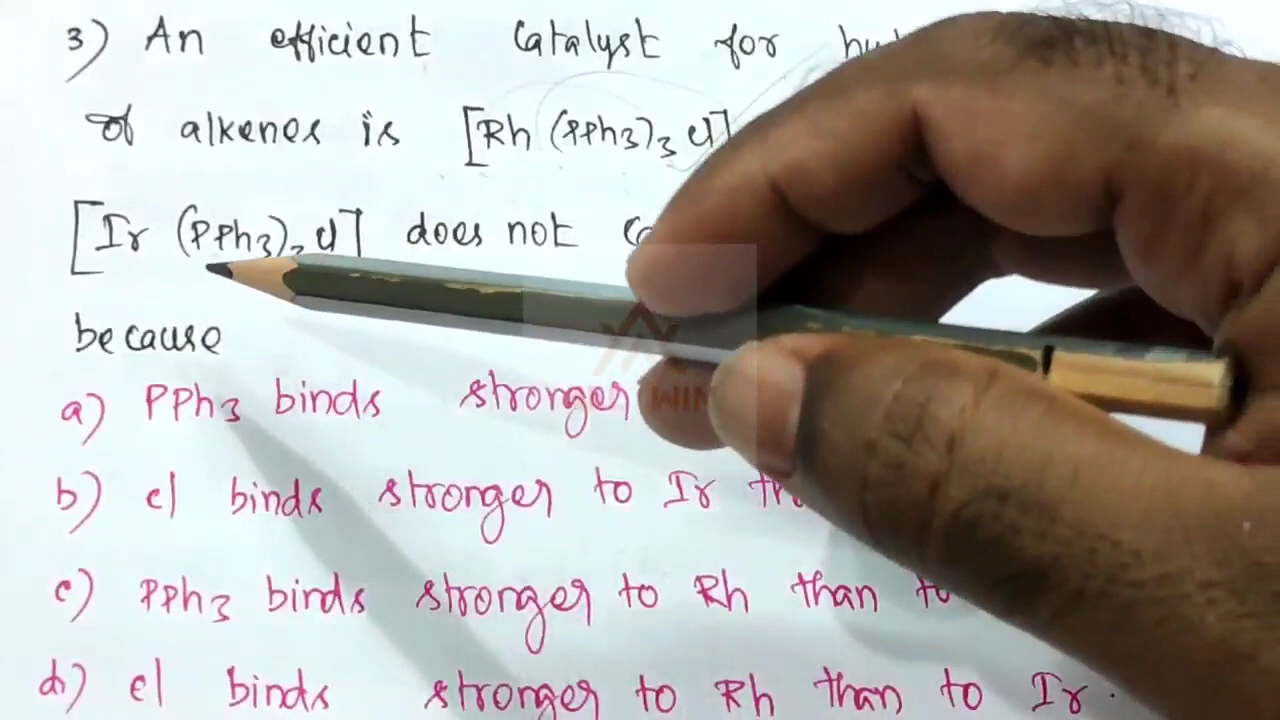 3) An efficient Catalyst for
of alkenes is [Rh (PPh3)3 Cl]
[Ir (PPh3)3 Cl] does not
because
a) PPh3 binds stronger
b) Cl binds stronger to Ir
c) PPh3 binds stronger to Rh than to
d) Cl binds stronger to Rh than to Ir.